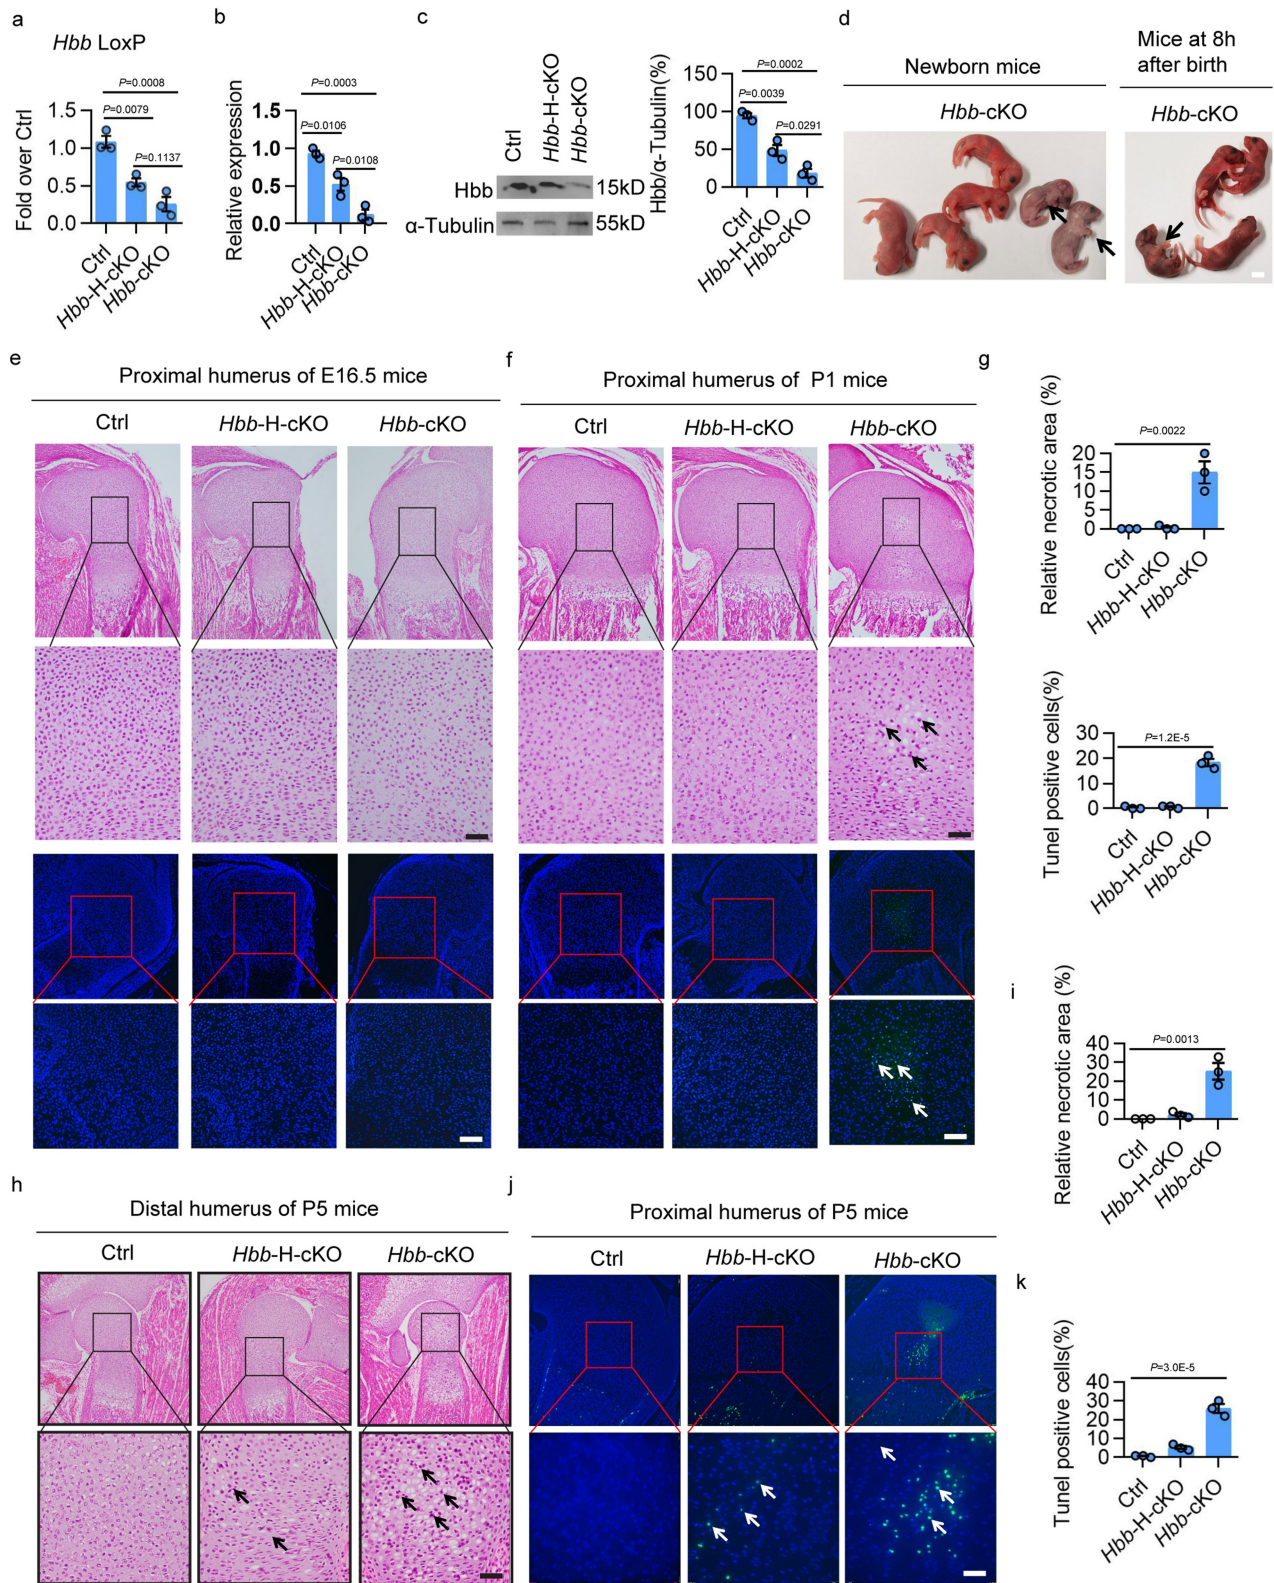 a
Hbb LoxP
Fold over Ctrl
1.5
1.0
0.5
0
P=0.0008
P=0.0079
P=0.1137
Ctrl
Hbb-H-cKO
Hbb-cKO
b
Relative expression
1.5
1.0
0.5
0.0
P=0.0003
P=0.0106
P=0.0108
Ctrl
Hbb-H-cKO
Hbb-cKO
c
Ctrl
Hbb-H-cKO
Hbb-cKO
Hbb
15kD
α-Tubulin
55kD
Hbb/α-Tubulin(%)
150
100
50
0
P=0.0002
P=0.0039
P=0.0291
Ctrl
Hbb-H-cKO
Hbb-cKO
d
Newborn mice
Hbb-cKO
Mice at 8h
after birth
Hbb-cKO
e
Proximal humerus of E16.5 mice
Ctrl
Hbb-H-cKO
Hbb-cKO
f
Proximal humerus of P1 mice
Ctrl
Hbb-H-cKO
Hbb-cKO
g
Relative necrotic area (%)
20
15
10
5
0
P=0.0022
Ctrl
Hbb-H-cKO
Hbb-cKO
Tunel positive cells(%)
30
20
10
0
P=1.2E-5
Ctrl
Hbb-H-cKO
Hbb-cKO
h
Distal humerus of P5 mice
Ctrl
Hbb-H-cKO
Hbb-cKO
i
Relative necrotic area (%)
40
30
20
10
0
P=0.0013
Ctrl
Hbb-H-cKO
Hbb-cKO
j
Proximal humerus of P5 mice
Ctrl
Hbb-H-cKO
Hbb-cKO
k
Tunel positive cells(%)
40
30
20
10
0
P=3.0E-5
Ctrl
Hbb-H-cKO
Hbb-cKO